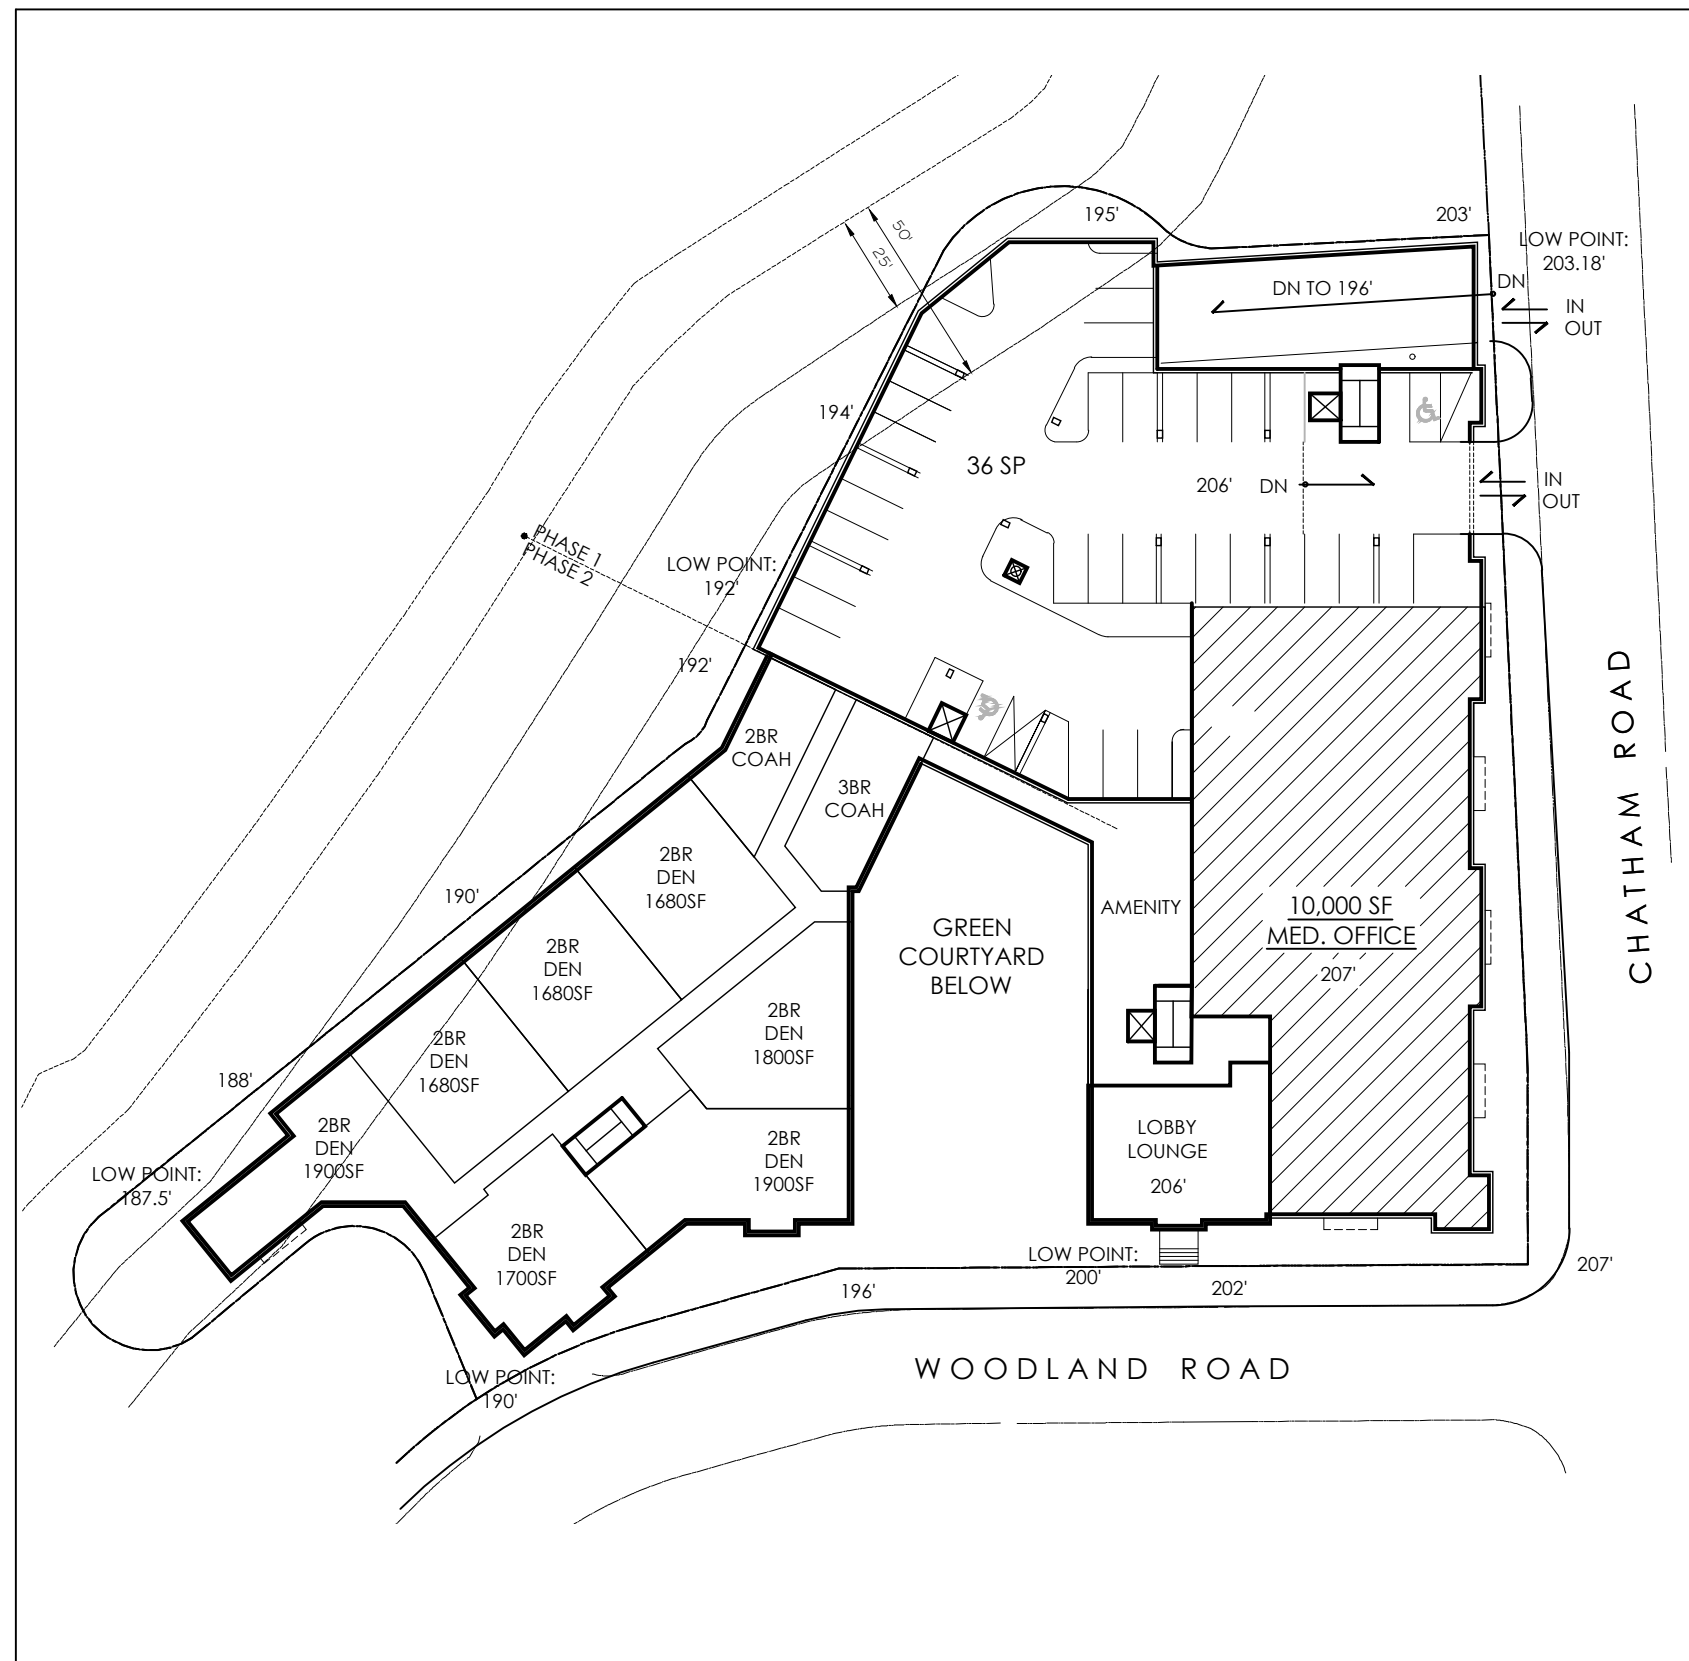 195'
203'
LOW POINT:
203.18'
50'
25'
DN TO 196'
DN
IN
OUT
194'
36 SP
206'
DN
IN
OUT
PHASE 1
PHASE 2
LOW POINT:
192'
192'
2BR
COAH
3BR
COAH
CHATHAM ROAD
2BR
DEN
1680SF
190'
2BR
DEN
1680SF
GREEN
COURTYARD
BELOW
AMENITY
10,000 SF
MED. OFFICE
207'
2BR
DEN
1680SF
2BR
DEN
1800SF
188'
2BR
DEN
1900SF
LOW POINT:
187.5'
2BR
DEN
1900SF
LOBBY
LOUNGE
206'
2BR
DEN
1700SF
LOW POINT:
200'
202'
207'
196'
WOODLAND ROAD
LOW POINT:
190'